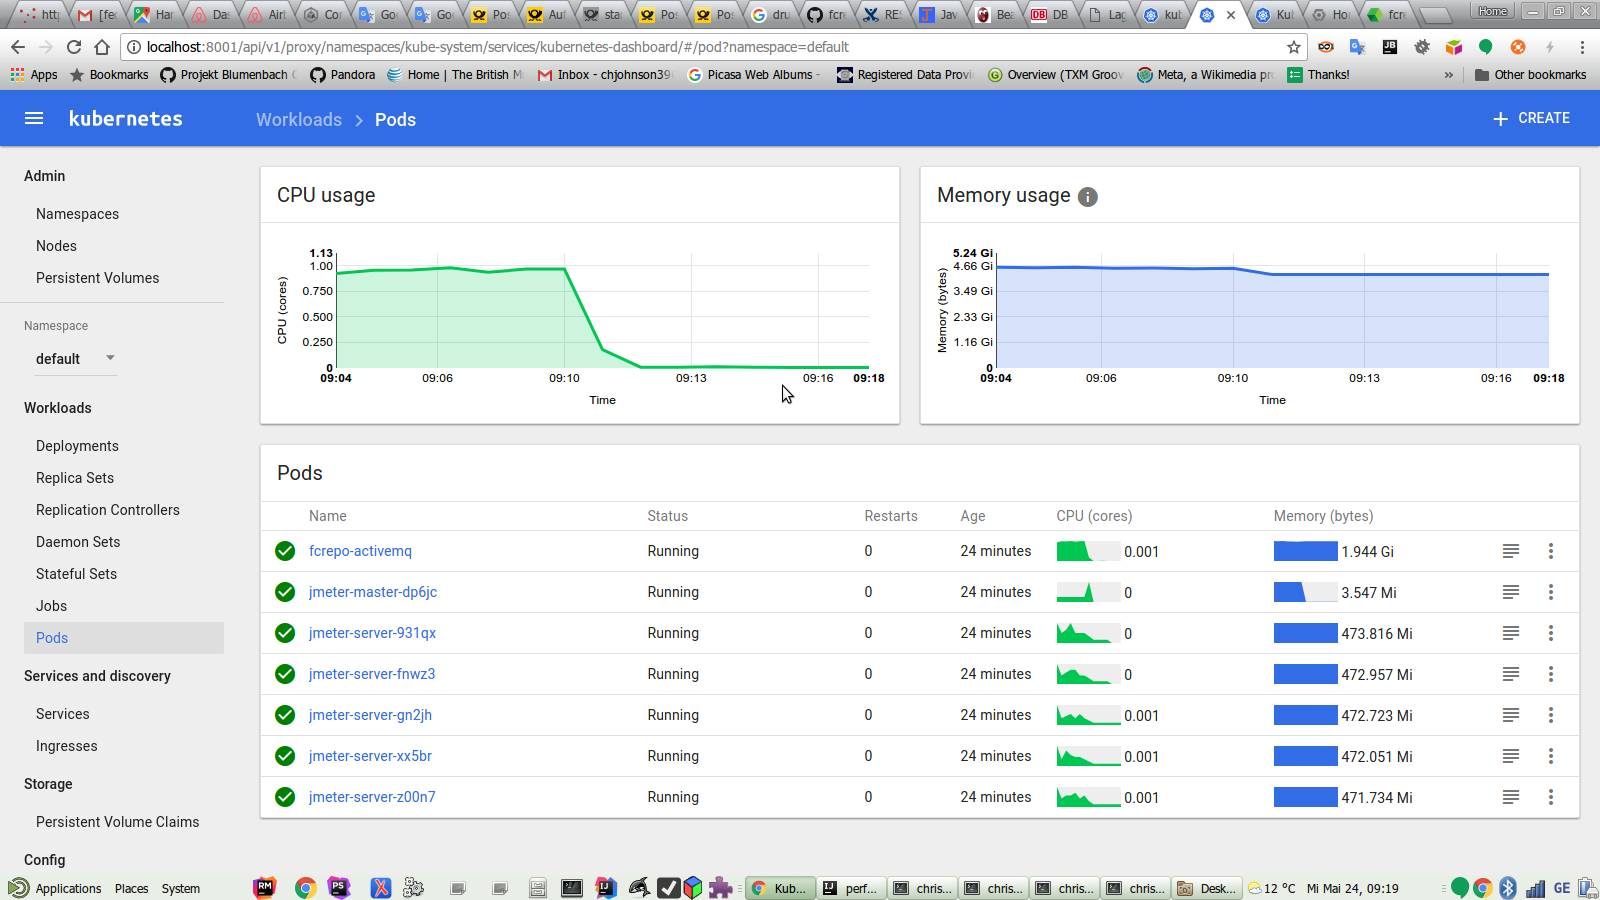 htt
[fe
Har
Da:
Airl
Co
Go
Go
Po:
Auf
sta
Po:
Po:
dru
fcr
RES
Jav
Be
DB
Lag
kub
Kul
Ho
fcr
Home
localhost:8001/api/v1/proxy/namespaces/kube-system/services/kubernetes-dashboard/#/pod?namespace=default
Apps
Bookmarks
Projekt Blumenbach
Pandora
Home | The British M
Inbox - chjohnson39
Picasa Web Albums -
Registered Data Provi
Overview (TXM Groov
Meta, a Wikimedia pr
Thanks!
»
Other bookmarks
kubernetes
Workloads > Pods
+ CREATE
Admin
Namespaces
Nodes
Persistent Volumes
Namespace
default
Workloads
Deployments
Replica Sets
Replication Controllers
Daemon Sets
Stateful Sets
Jobs
Pods
Services and discovery
Services
Ingresses
Storage
Persistent Volume Claims
Config
CPU usage
1.13
1.00
0.750
0.500
0.250
0
CPU (cores)
09:04 09:06 09:10 09:13 09:16 09:18
Time
Memory usage
5.24 Gi
4.66 Gi
3.49 Gi
2.33 Gi
1.16 Gi
0
Memory (bytes)
09:04 09:06 09:10 09:13 09:16 09:18
Time
Pods
Name Status Restarts Age CPU (cores) Memory (bytes)
fcrepo-activemq Running 0 24 minutes 0.001 1.944 Gi
jmeter-master-dp6jc Running 0 24 minutes 0 3.547 Mi
jmeter-server-931qx Running 0 24 minutes 0 473.816 Mi
jmeter-server-fnwz3 Running 0 24 minutes 0 472.957 Mi
jmeter-server-gn2jh Running 0 24 minutes 0.001 472.723 Mi
jmeter-server-xx5br Running 0 24 minutes 0.001 472.051 Mi
jmeter-server-z00n7 Running 0 24 minutes 0.001 471.734 Mi
Applications Places System
Kub...
perf...
chris...
chris...
chris...
chris...
Desk...
12 °C
Mi Mai 24, 09:19
GE